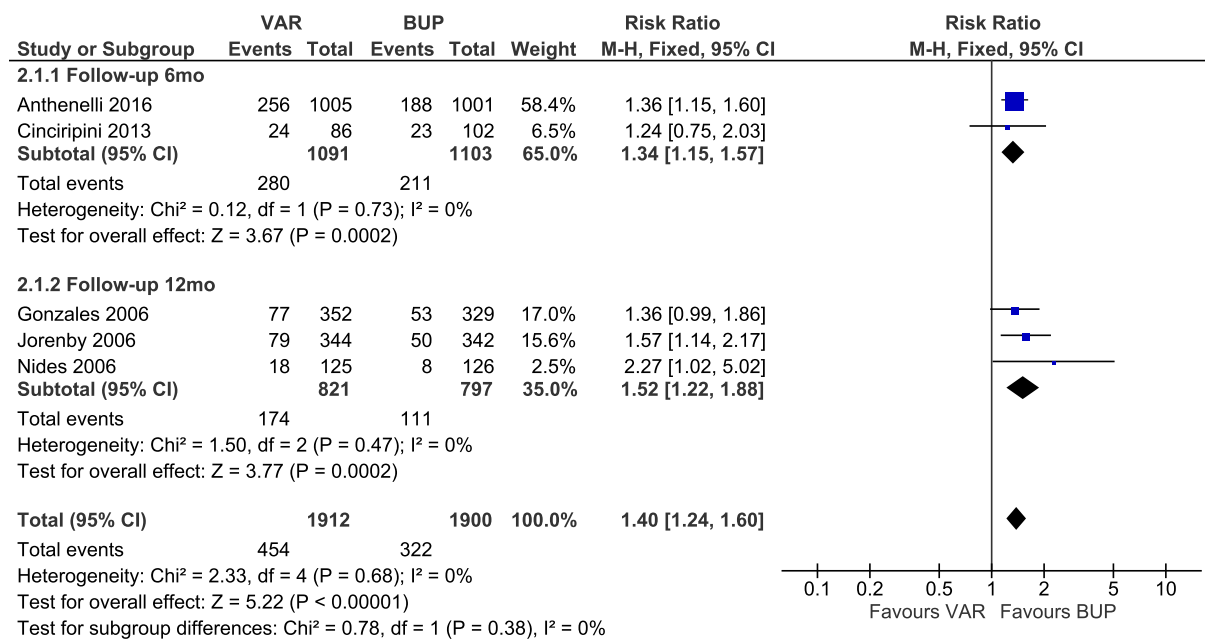 VAR BUP Risk Ratio Risk Ratio
Study or Subgroup Events Total Events Total Weight M-H, Fixed, 95% CI M-H, Fixed, 95% CI
2.1.1 Follow-up 6mo
Anthenelli 2016 256 1005 188 1001 58.4% 1.36 [1.15, 1.60]
Cinciripini 2013 24 86 23 102 6.5% 1.24 [0.75, 2.03]
Subtotal (95% CI) 1091 1103 65.0% 1.34 [1.15, 1.57]
Total events 280 211
Heterogeneity: Chi² = 0.12, df = 1 (P = 0.73); I² = 0%
Test for overall effect: Z = 3.67 (P = 0.0002)
2.1.2 Follow-up 12mo
Gonzales 2006 77 352 53 329 17.0% 1.36 [0.99, 1.86]
Jorenby 2006 79 344 50 342 15.6% 1.57 [1.14, 2.17]
Nides 2006 18 125 8 126 2.5% 2.27 [1.02, 5.02]
Subtotal (95% CI) 821 797 35.0% 1.52 [1.22, 1.88]
Total events 174 111
Heterogeneity: Chi² = 1.50, df = 2 (P = 0.47); I² = 0%
Test for overall effect: Z = 3.77 (P = 0.0002)
Total (95% CI) 1912 1900 100.0% 1.40 [1.24, 1.60]
Total events 454 322
Heterogeneity: Chi² = 2.33, df = 4 (P = 0.68); I² = 0%
Test for overall effect: Z = 5.22 (P < 0.00001)
Test for subgroup differences: Chi² = 0.78, df = 1 (P = 0.38), I² = 0%
0.1 0.2 0.5 1 2 5 10
Favours VAR Favours BUP